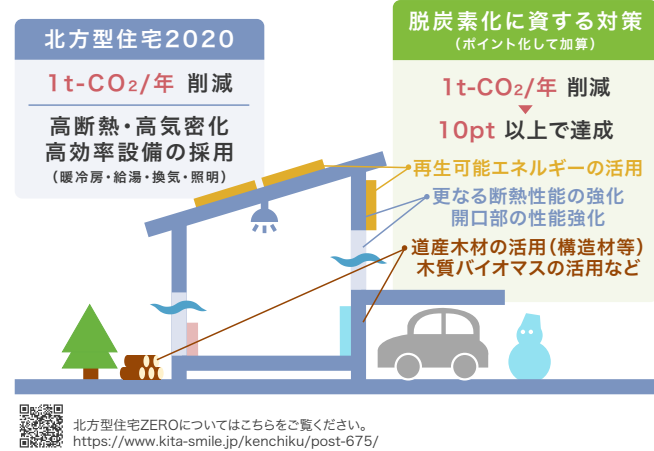 北方型住宅2020
1t-CO2/年 削減
高断熱・高気密化
高効率設備の採用
（暖冷房・給湯・換気・照明）
脱炭素化に資する対策
（ポイント化して加算）
1t-CO2/年 削減
10pt 以上で達成
再生可能エネルギーの活用
更なる断熱性能の強化
開口部の性能強化
道産木材の活用（構造材等）
木質バイオマスの活用など
北方型住宅ZEROについてはこちらをご覧ください。
https://www.kita-smile.jp/kenchiku/post-675/